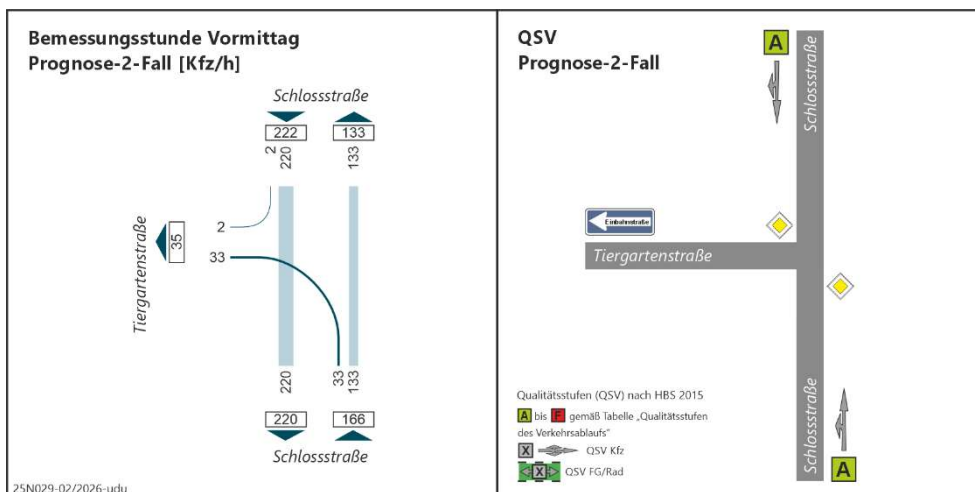 Bemessungsstunde Vormittag
Prognose-2-Fall [Kfz/h]
Schlossstraße
222
133
2
220
133
Tiergartenstraße
35
2
33
220
33
133
220
166
Schlossstraße
25N029-02/2026-udu
QSV
Prognose-2-Fall
A
Schlossstraße
Einbahnstraße
Tiergartenstraße
Schlossstraße
A
Qualitätsstufen (QSV) nach HBS 2015
A bis F gemäß Tabelle „Qualitätsstufen
des Verkehrsablaufs"
X QSV Kfz
X QSV FG/Rad